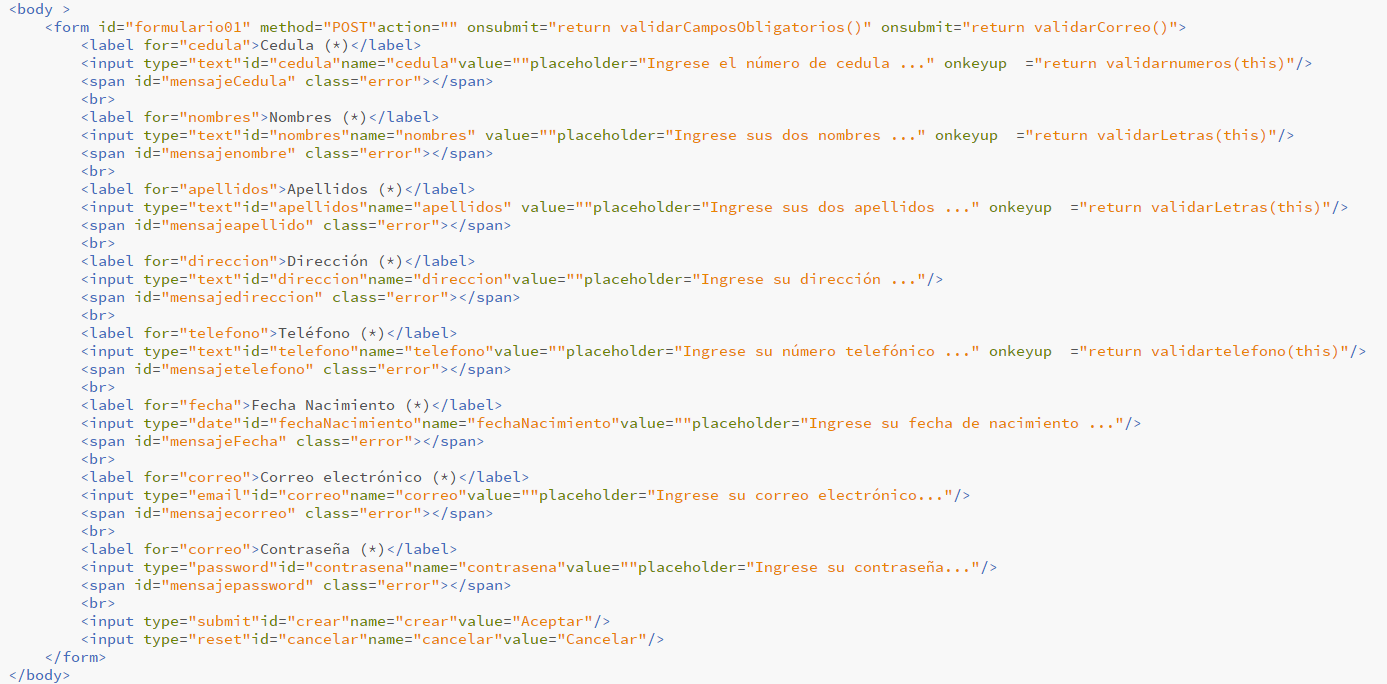 <body >
<form id="formulario01" method="POST"action="" onsubmit="return validarCamposObligatorios()" onsubmit="return validarCorreo()">
<label for="cedula">Cedula (*)</label>
<input type="text"id="cedula"name="cedula"value=""placeholder="Ingrese el número de cedula ..." onkeyup  ="return validarnumeros(this)"/>
<span id="mensajeCedula" class="error"></span>
<br>
<label for="nombres">Nombres (*)</label>
<input type="text"id="nombres"name="nombres" value=""placeholder="Ingrese sus dos nombres ..." onkeyup  ="return validarLetras(this)"/>
<span id="mensajenombre" class="error"></span>
<br>
<label for="apellidos">Apellidos (*)</label>
<input type="text"id="apellidos"name="apellidos" value=""placeholder="Ingrese sus dos apellidos ..." onkeyup  ="return validarLetras(this)"/>
<span id="mensajeapellido" class="error"></span>
<br>
<label for="direccion">Dirección (*)</label>
<input type="text"id="direccion"name="direccion"value=""placeholder="Ingrese su dirección ..."/>
<span id="mensajedireccion" class="error"></span>
<br>
<label for="telefono">Teléfono (*)</label>
<input type="text"id="telefono"name="telefono"value=""placeholder="Ingrese su número telefónico ..." onkeyup  ="return validartelefono(this)"/>
<span id="mensajetelefono" class="error"></span>
<br>
<label for="fecha">Fecha Nacimiento (*)</label>
<input type="date"id="fechaNacimiento"name="fechaNacimiento"value=""placeholder="Ingrese su fecha de nacimiento ..."/>
<span id="mensajeFecha" class="error"></span>
<br>
<label for="correo">Correo electrónico (*)</label>
<input type="email"id="correo"name="correo"value=""placeholder="Ingrese su correo electrónico..."/>
<span id="mensajecorreo" class="error"></span>
<br>
<label for="correo">Contraseña (*)</label>
<input type="password"id="contrasena"name="contrasena"value=""placeholder="Ingrese su contraseña..."/>
<span id="mensajepassword" class="error"></span>
<br>
<input type="submit"id="crear"name="crear"value="Aceptar"/>
<input type="reset"id="cancelar"name="cancelar"value="Cancelar"/>
</form>
</body>